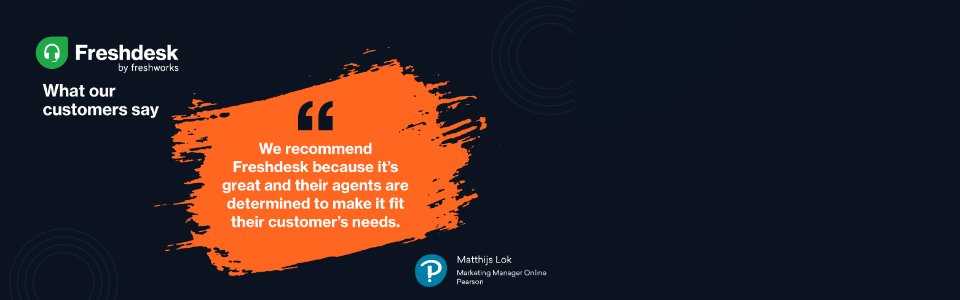 Freshdesk
by freshworks
What our
customers say
“
We recommend
Freshdesk because it's
great and their agents are
determined to make it fit
their customer's needs.
Matthijs Lok
Marketing Manager Online
Pearson